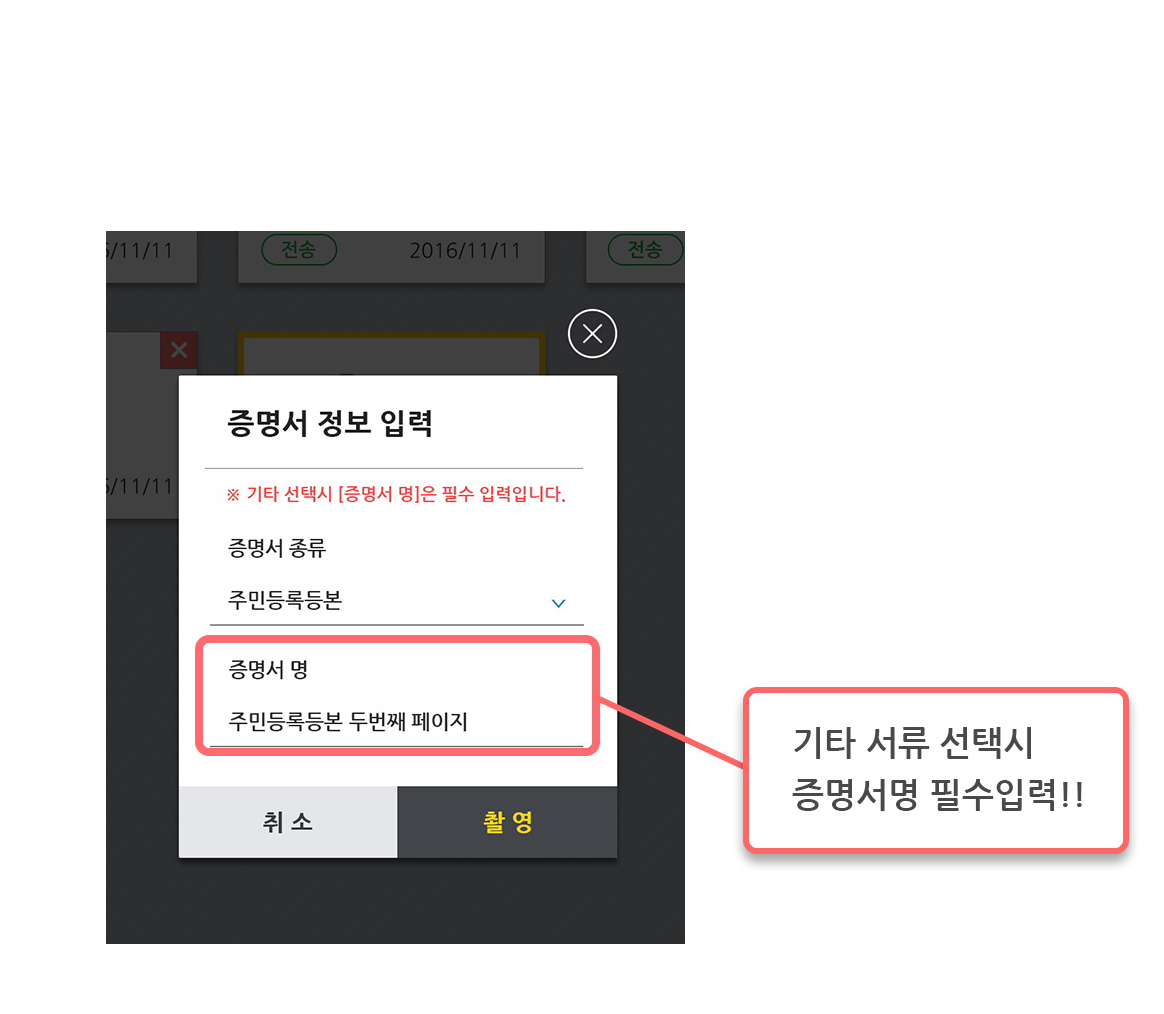 /11/11
전송
2016/11/11
전송
증명서 정보 입력
※ 기타 선택시 [증명서 명]은 필수 입력입니다.
/11/11
증명서 종류
주민등록등본
증명서 명
주민등록등본 두번째 페이지
기타 서류 선택시
증명서명 필수입력!!
취 소
촬 영